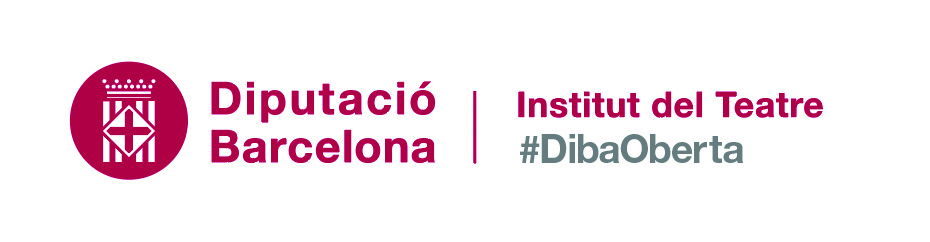 Diputació
Barcelona
Institut del Teatre
#DibaOberta